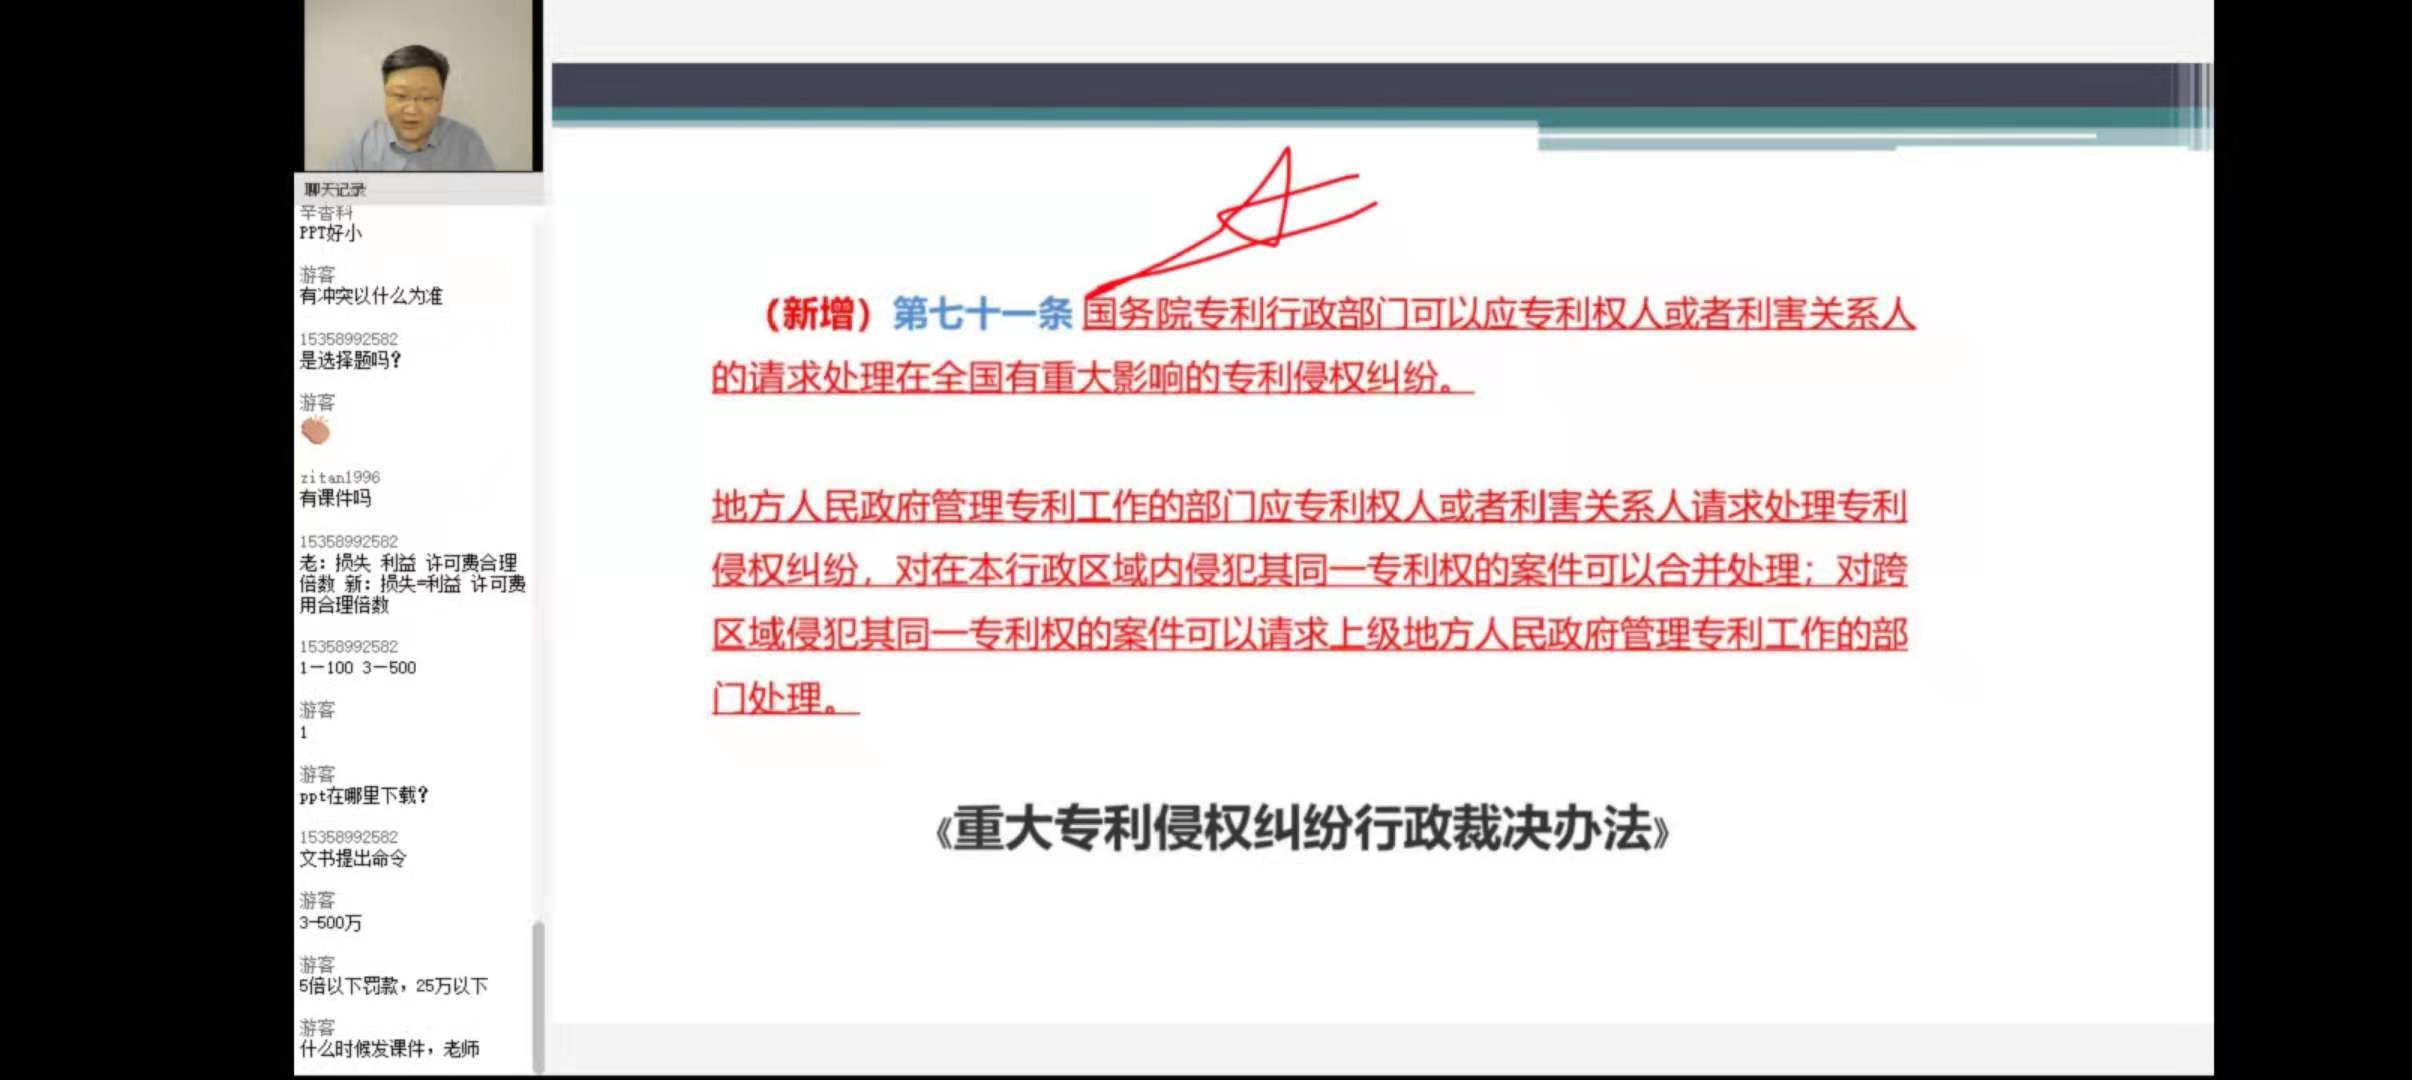 聊天记录
辛香科
PPT好小
游客
有冲突以什么为准
15358992582
是选择题吗?
游客
zitan1996
有课件吗
15358992582
老: 损失 利益 许可费合理
倍数 新: 损失=利益 许可费
用合理倍数
15358992582
1—100 3—500
游客
1
游客
ppt在哪里下载?
15358992582
文书提出命令
游客
3-500万
游客
5倍以下罚款，25万以下
游客
什么时候发课件，老师
（新增）第七十一条 国务院专利行政部门可以应专利权人或者利害关系人
的请求处理在全国有重大影响的专利侵权纠纷。
地方人民政府管理专利工作的部门应专利权人或者利害关系人请求处理专利
侵权纠纷，对在本行政区域内侵犯其同一专利权的案件可以合并处理；对跨
区域侵犯其同一专利权的案件可以请求上级地方人民政府管理专利工作的部
门处理。
《重大专利侵权纠纷行政裁决办法》